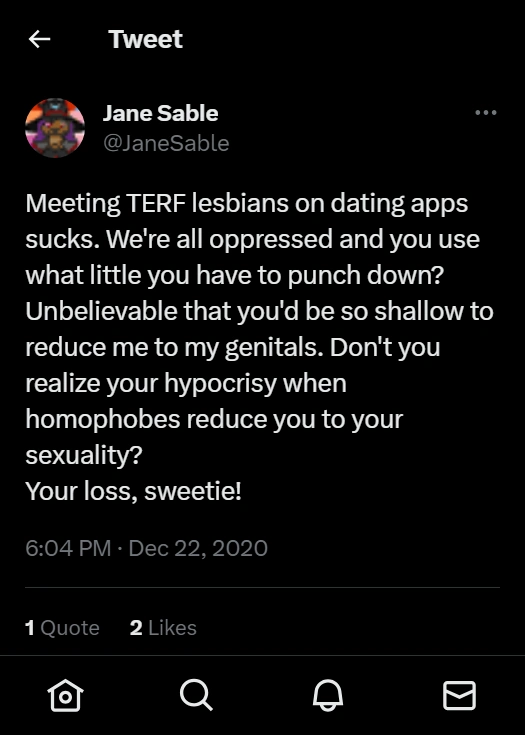 Tweet
Jane Sable
@JaneSable
Meeting TERF lesbians on dating apps
sucks. We're all oppressed and you use
what little you have to punch down?
Unbelievable that you'd be so shallow to
reduce me to my genitals. Don't you
realize your hypocrisy when
homophobes reduce you to your
sexuality?
Your loss, sweetie!
6:04 PM · Dec 22, 2020
1 Quote 2 Likes